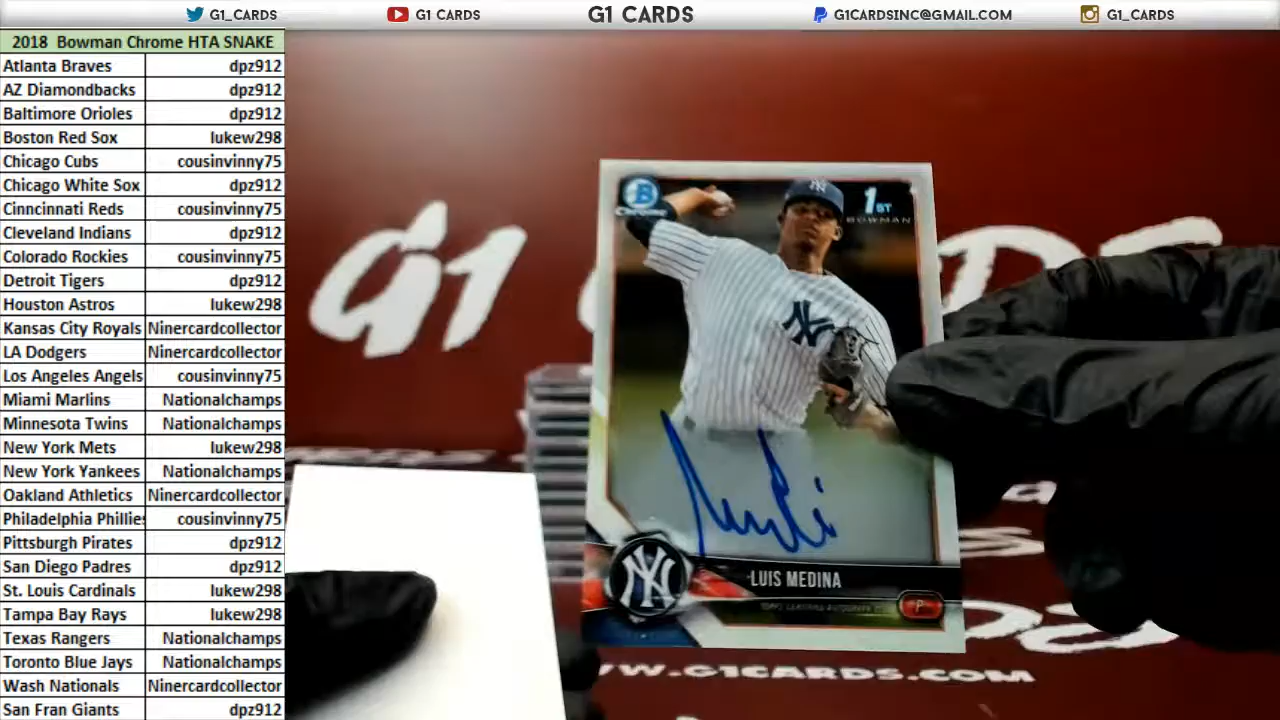 G1_CARDS
G1 CARDS
G1 CARDS
G1CARDSINC@GMAIL.COM
G1_CARDS
2018 Bowman Chrome HTA SNAKE
Atlanta Braves dpz912
AZ Diamondbacks dpz912
Baltimore Orioles dpz912
Boston Red Sox lukew298
Chicago Cubs cousinvinny75
Chicago White Sox dpz912
Cinncinnati Reds cousinvinny75
Cleveland Indians dpz912
Colorado Rockies cousinvinny75
Detroit Tigers dpz912
Houston Astros lukew298
Kansas City Royals Ninercardcollector
LA Dodgers Ninercardcollector
Los Angeles Angels cousinvinny75
Miami Marlins Nationalchamps
Minnesota Twins Nationalchamps
New York Mets lukew298
New York Yankees Nationalchamps
Oakland Athletics Ninercardcollector
Philadelphia Phillies cousinvinny75
Pittsburgh Pirates dpz912
San Diego Padres dpz912
St. Louis Cardinals lukew298
Tampa Bay Rays lukew298
Texas Rangers Nationalchamps
Toronto Blue Jays Nationalchamps
Wash Nationals Ninercardcollector
San Fran Giants dpz912
G1
B
Chrome
1ST
BOWMAN
NY
NY
LUIS MEDINA
P
WWW.G1CARDS.COM